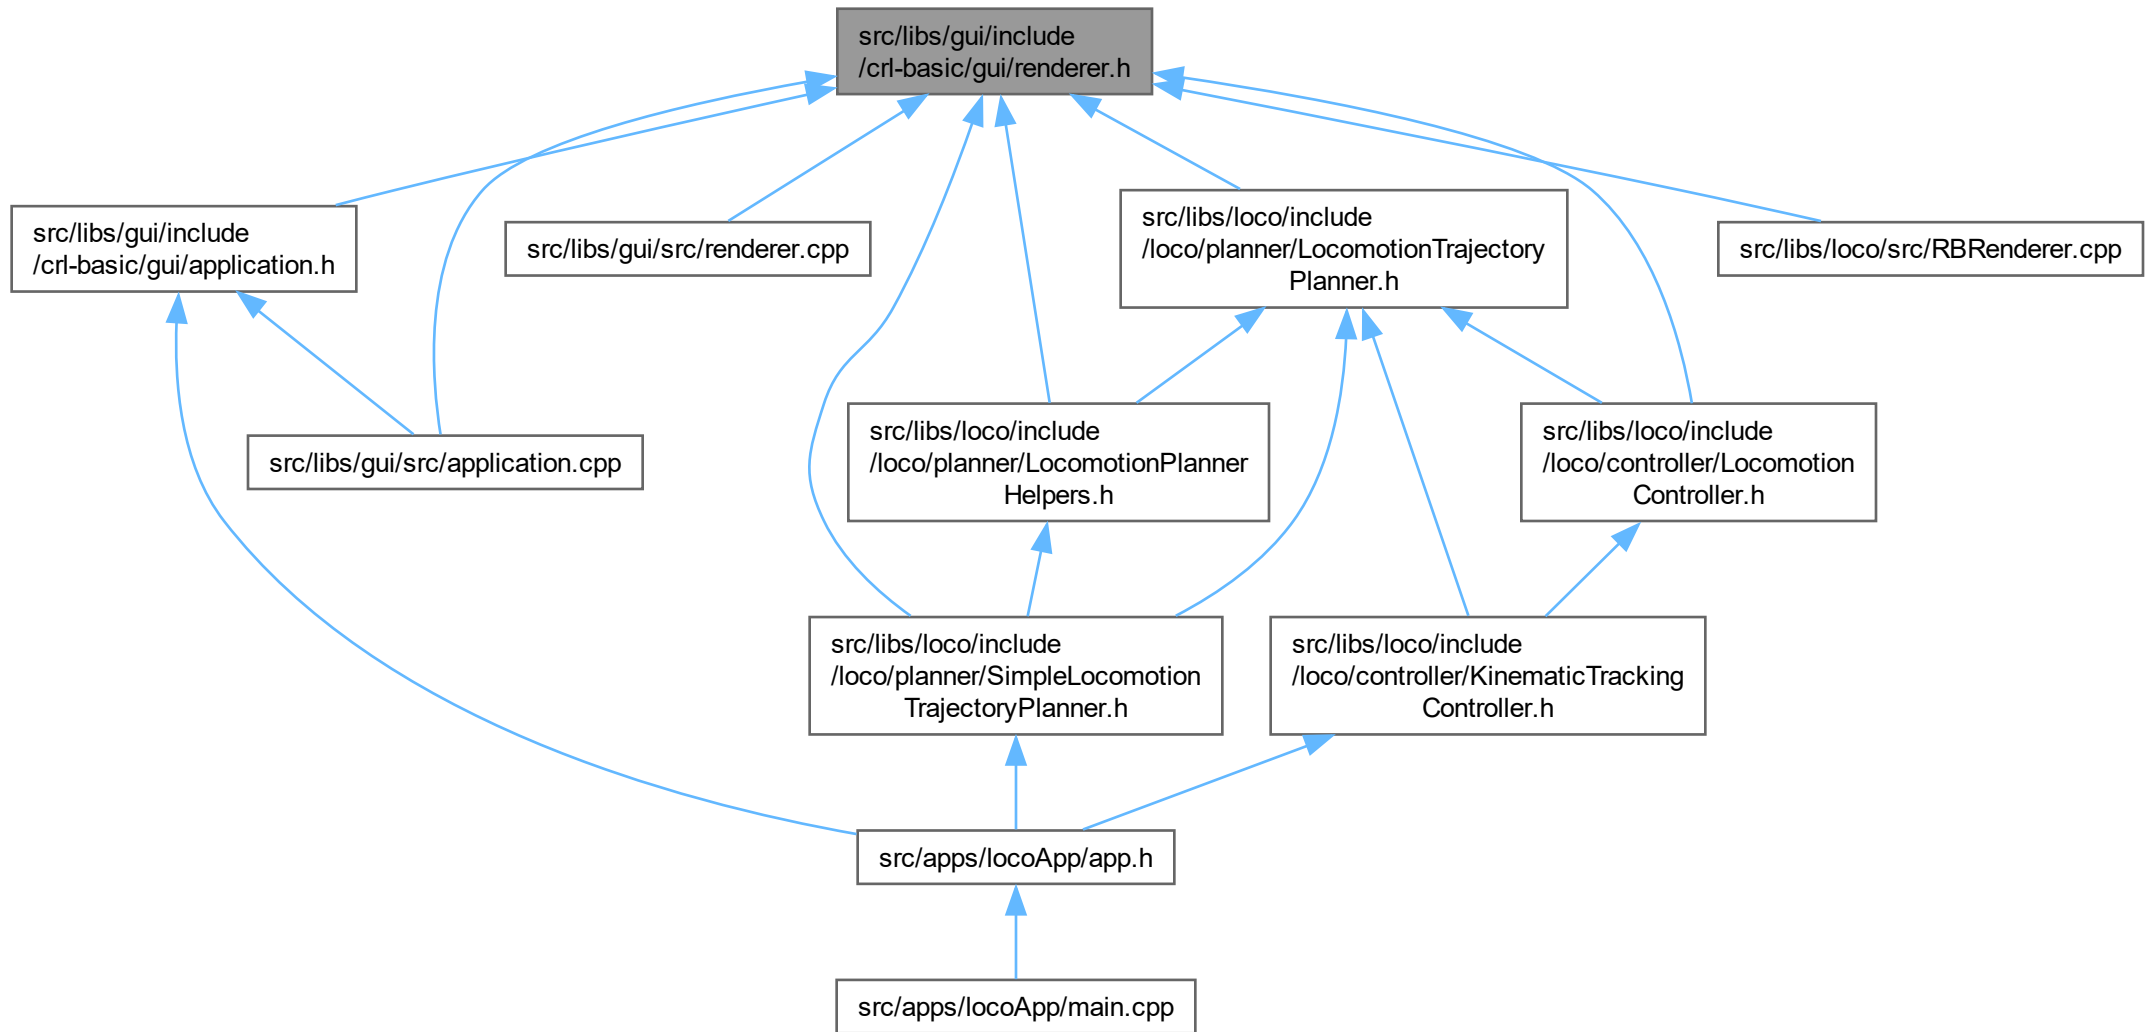 src/libs/gui/include
/crl-basic/gui/renderer.h
src/libs/gui/include
/crl-basic/gui/application.h
src/libs/gui/src/renderer.cpp
src/libs/loco/include
/loco/planner/LocomotionTrajectory
Planner.h
src/libs/loco/src/RBRenderer.cpp
src/libs/gui/src/application.cpp
src/libs/loco/include
/loco/planner/LocomotionPlanner
Helpers.h
src/libs/loco/include
/loco/controller/Locomotion
Controller.h
src/libs/loco/include
/loco/planner/SimpleLocomotion
TrajectoryPlanner.h
src/libs/loco/include
/loco/controller/KinematicTracking
Controller.h
src/apps/locoApp/app.h
src/apps/locoApp/main.cpp